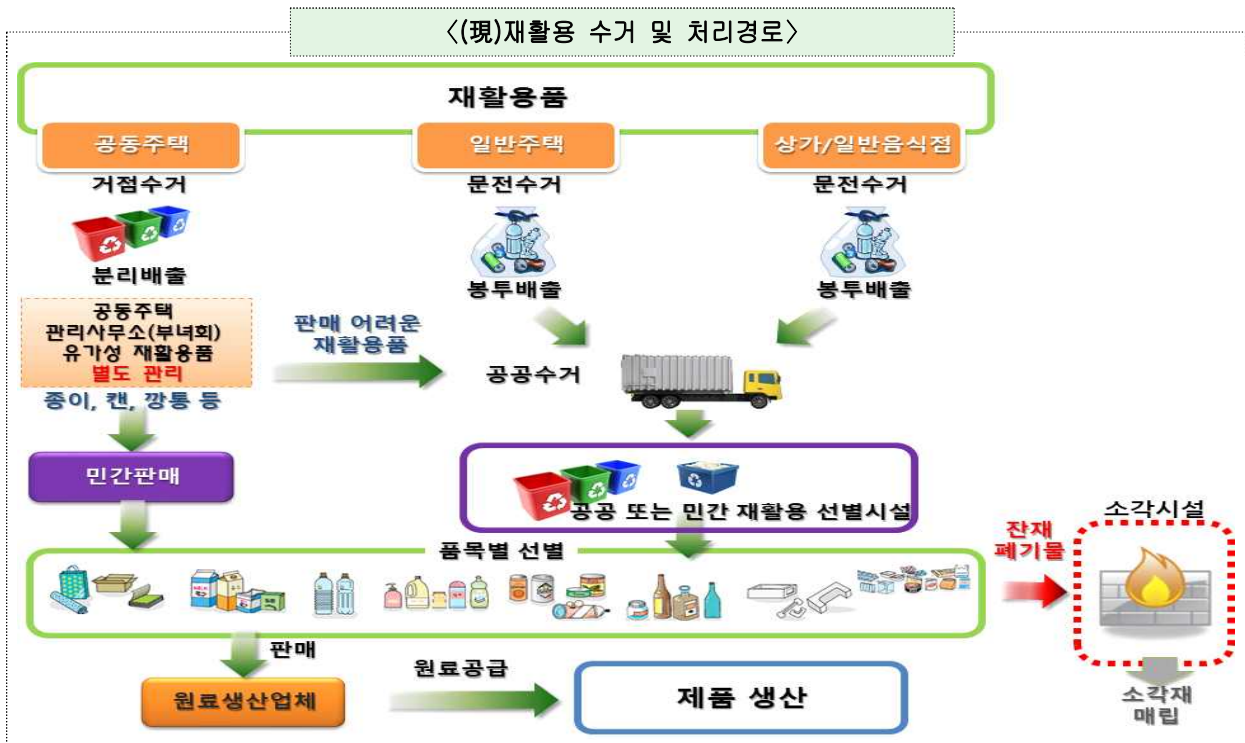 〈(現)재활용 수거 및 처리경로〉
재활용품
공동주택
일반주택
상가/일반음식점
거점수거
문전수거
문전수거
분리배출
봉투배출
봉투배출
공동주택
관리사무소(부녀회)
유가성 재활용품
별도 관리
종이, 캔, 깡통 등
판매 어려운
재활용품
공공수거
민간판매
공공 또는 민간 재활용 선별시설
품목별 선별
잔재
폐기물
소각시설
판매
원료생산업체
원료공급
제품 생산
소각재
매립